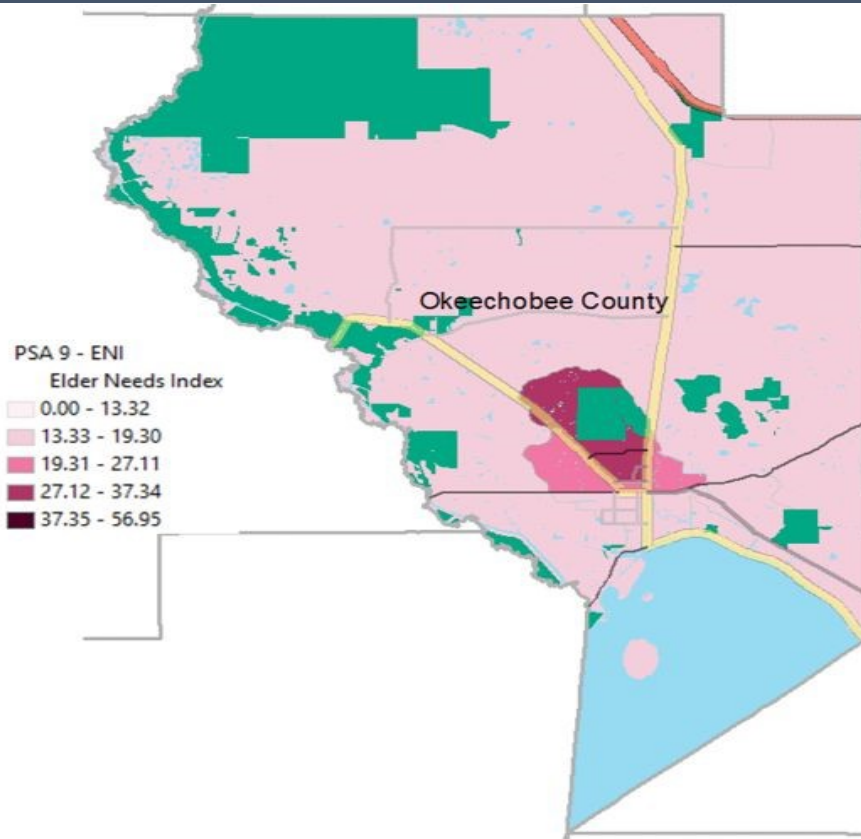 Okeechobee County
PSA 9 - ENI
Elder Needs Index
0.00 - 13.32
13.33 - 19.30
19.31 - 27.11
27.12 - 37.34
37.35 - 56.95